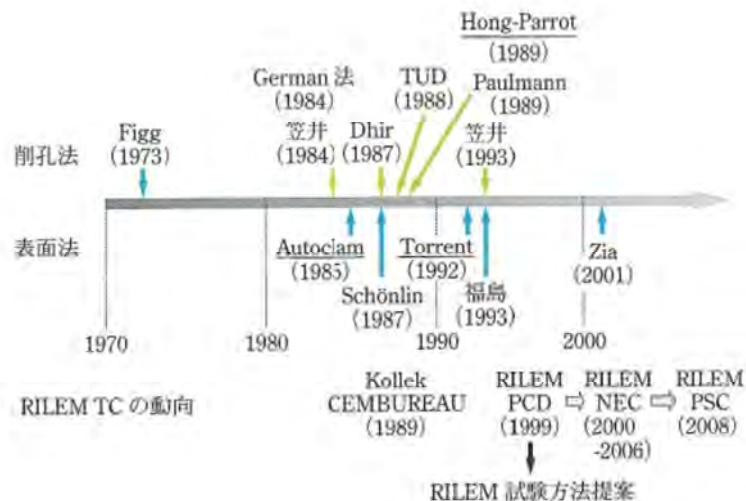 Hong-Parrot
(1989)
German 法
(1984)
TUD
(1988)
Paulmann
(1989)
Figg
(1973)
笠井
(1984)
Dhir
(1987)
笠井
(1993)
削孔法
表面法
Autoclam
(1985)
Schönlin
(1987)
Torrent
(1992)
福島
(1993)
Zia
(2001)
1970
1980
1990
2000
RILEM TC の動向
Kollek
CEMBUREAU
(1989)
RILEM
PCD
(1999)
⇨
RILEM
NEC
(2000
-2006)
⇨
RILEM
PSC
(2008)
RILEM 試験方法提案